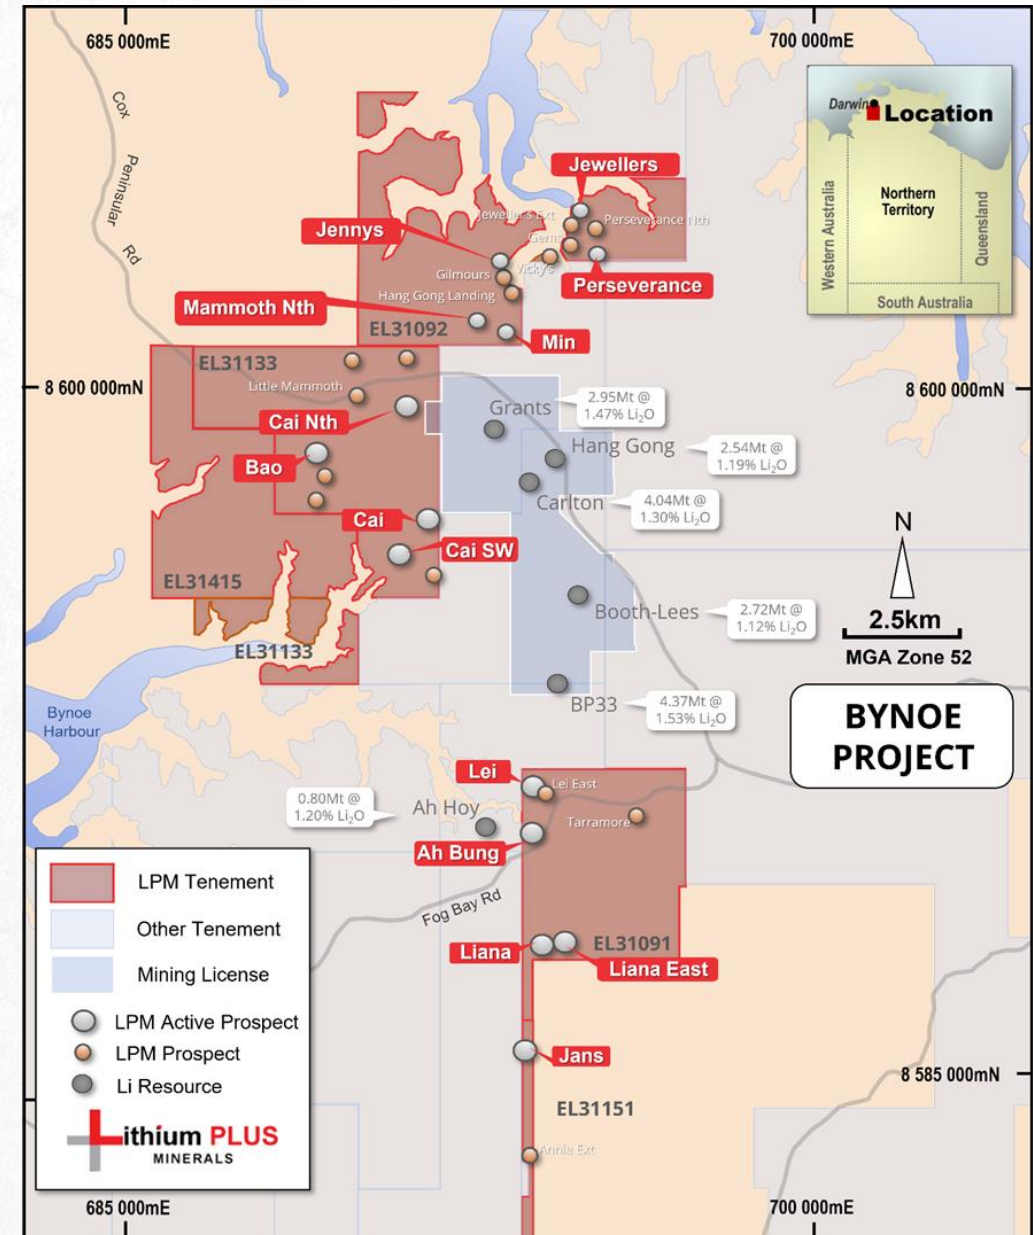 685 000mE
700 000mE
Cox
Peninsular
Rd
Darwin
Location
Northern
Territory
Western Australia
Queensland
South Australia
Jewellers
Jeweller's Ext
Perseverance Nth
Gems
Jennys
Vicky's
Gilmours
Perseverance
Hang Gong Landing
Mammoth Nth
EL31092
Min
EL31133
8 600 000mN
8 600 000mN
Little Mammoth
2.95Mt @
1.47% Li₂O
Grants
Cai Nth
Hang Gong
2.54Mt @
1.19% Li₂O
Bao
Carlton
4.04Mt @
1.30% Li₂O
Cai
Cai SW
N
2.5km
MGA Zone 52
EL31415
Booth-Lees
2.72Mt @
1.12% Li₂O
EL31133
BP33
4.37Mt @
1.53% Li₂O
Bynoe
Harbour
BYNOE
PROJECT
Lei
Lei East
0.80Mt @
1.20% Li₂O
Ah Hoy
Tarramore
Ah Bung
Fog Bay Rd
Liana
EL31091
Liana East
Jans
8 585 000mN
EL31151
Annie Ext
LPM Tenement
Other Tenement
Mining License
LPM Active Prospect
LPM Prospect
Li Resource
Lithium PLUS
MINERALS
685 000mE
700 000mE